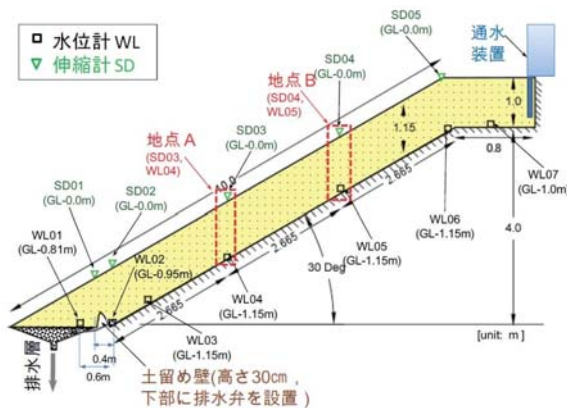 水位計 WL
伸縮計 SD
SD05
(GL-0.0m)
通水
装置
地点B
(SD04,
WL05)
SD04
(GL-0.0m)
地点A
(SD03,
WL04)
SD03
(GL-0.0m)
10.0
1.15
1.0
0.8
WL07
(GL-1.0m)
SD01
(GL-0.0m)
SD02
(GL-0.0m)
WL01
(GL-0.81m)
WL02
(GL-0.95m)
2.665
2.665
2.665
WL06
(GL-1.15m)
4.0
WL05
(GL-1.15m)
30 Deg
WL04
(GL-1.15m)
WL03
(GL-1.15m)
[unit: m]
排水層
0.4m
0.6m
土留め壁(高さ30cm,
下部に排水弁を設置)